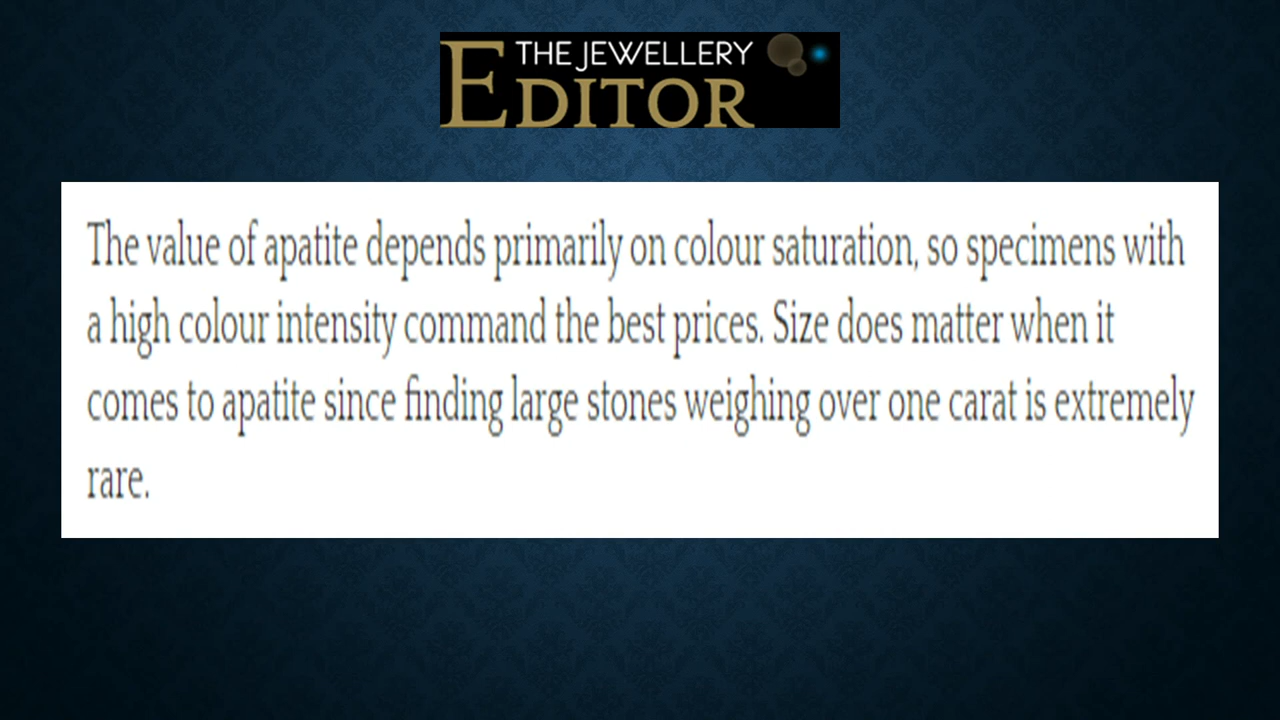 THE JEWELLERY
EDITOR
The value of apatite depends primarily on colour saturation, so specimens with
a high colour intensity command the best prices. Size does matter when it
comes to apatite since finding large stones weighing over one carat is extremely
rare.